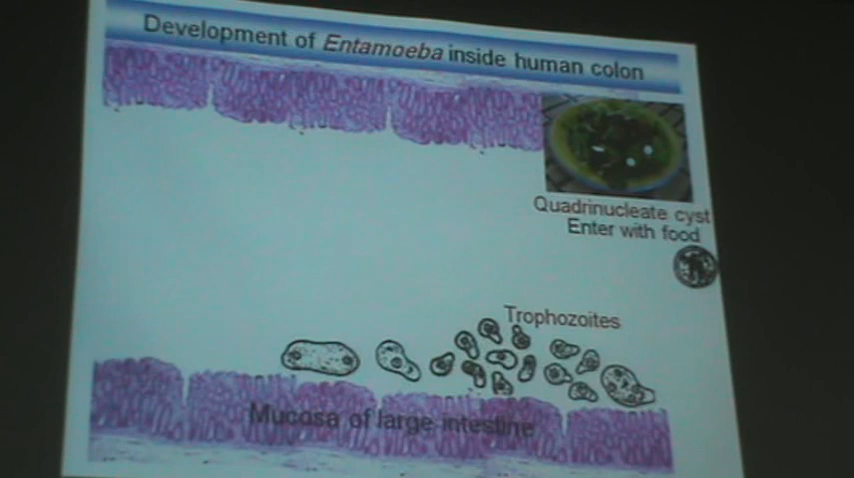 Development of Entamoeba inside human colon
Quadrinucleate cyst
Enter with food
Trophozoites
Mucosa of large intestine